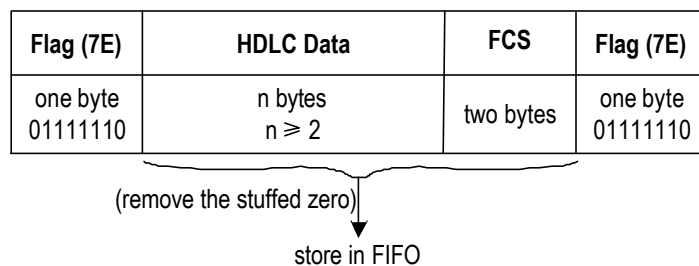 Flag (7E) HDLC Data FCS Flag (7E)
one byte n bytes two bytes one byte
01111110 n ≥ 2 01111110
(remove the stuffed zero)
store in FIFO